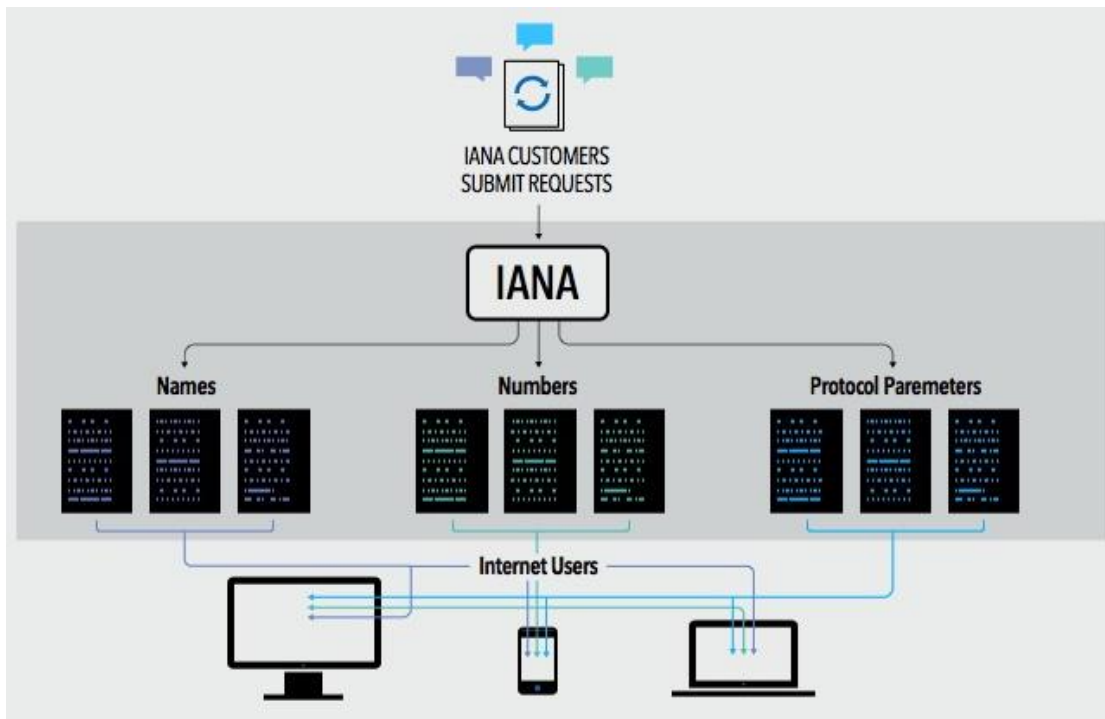 IANA CUSTOMERS
SUBMIT REQUESTS
IANA
Names
Numbers
Protocol Paremeters
Internet Users